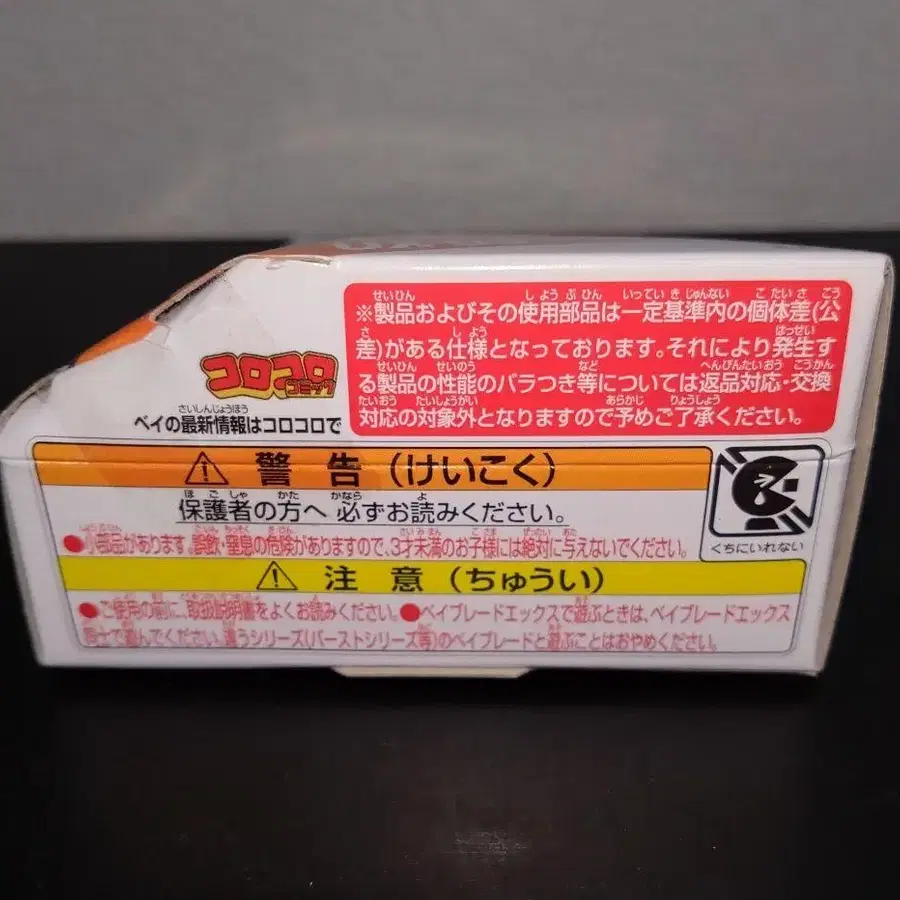 ※製品およびその使用部品は一定基準内の個体差(公
差)がある仕様となっております。それにより発生す
る製品の性能のバラつき等については返品対応・交換
対応の対象外となりますので予めご了承ください。
コロコロ
コミック
ベイの最新情報はコロコロで
⚠ 警告(けいこく)
保護者の方へ 必ずお読みください。
●小部品があります。誤飲・窒息の危険がありますので、3才未満のお子様には絶対に与えないでください。
くちにいれない
⚠ 注意(ちゅうい)
●ご使用の前に、取扱説明書をよくお読みください。●ベイブレードエックスで遊ぶときは、ベイブレードエックス
同士で遊んでください。違うシリーズ(バーストシリーズ等)のベイブレードと遊ぶことはおやめください。